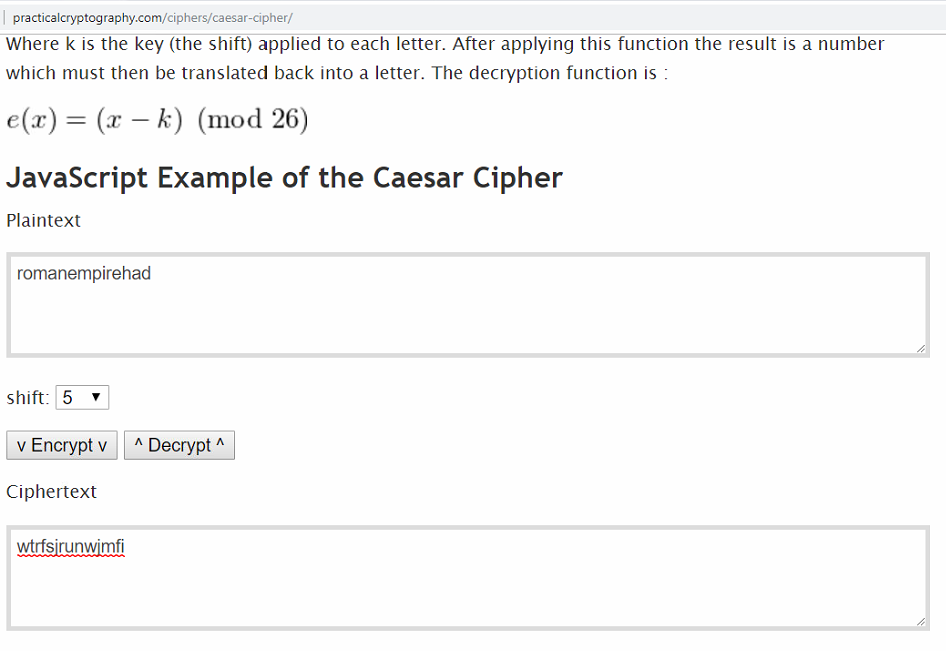 practicalcryptography.com/ciphers/caesar-cipher/
Where k is the key (the shift) applied to each letter. After applying this function the result is a number
which must then be translated back into a letter. The decryption function is :
e(x) = (x − k) (mod 26)
JavaScript Example of the Caesar Cipher
Plaintext
romanempirehad
shift: 5 ▼
v Encrypt v ^ Decrypt ^
Ciphertext
wtrfsjrunwjmfi